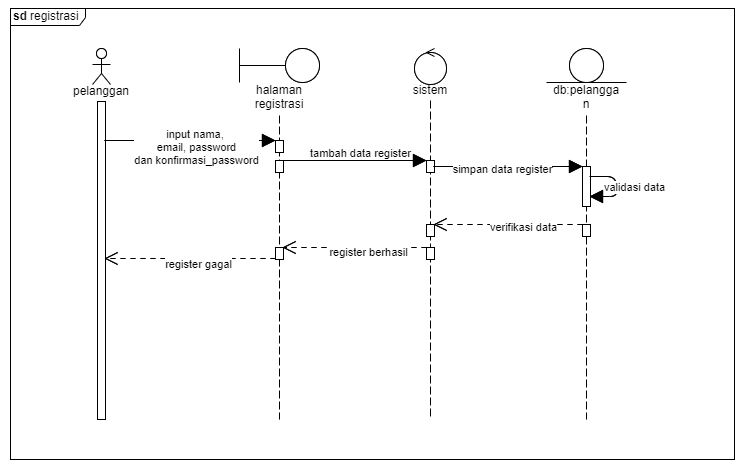 sd registrasi
pelanggan
halaman
registrasi
sistem
db:pelangga
n
input nama,
email, password
dan konfirmasi_password
tambah data register
simpan data register
validasi data
verifikasi data
register berhasil
register gagal